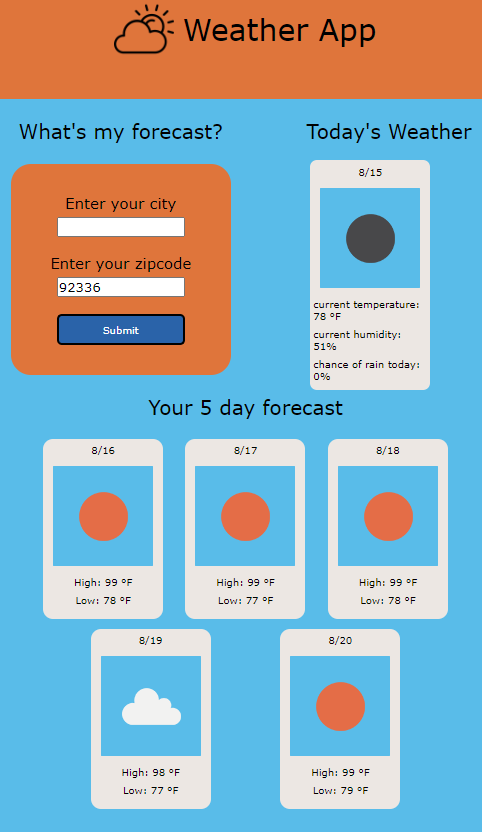 Weather App
What's my forecast?
Enter your city
Enter your zipcode
92336
Submit
Today's Weather
8/15
current temperature:
78 °F
current humidity:
51%
chance of rain today:
0%
Your 5 day forecast
8/16
High: 99 °F
Low: 78 °F
8/17
High: 99 °F
Low: 77 °F
8/18
High: 99 °F
Low: 78 °F
8/19
High: 98 °F
Low: 77 °F
8/20
High: 99 °F
Low: 79 °F